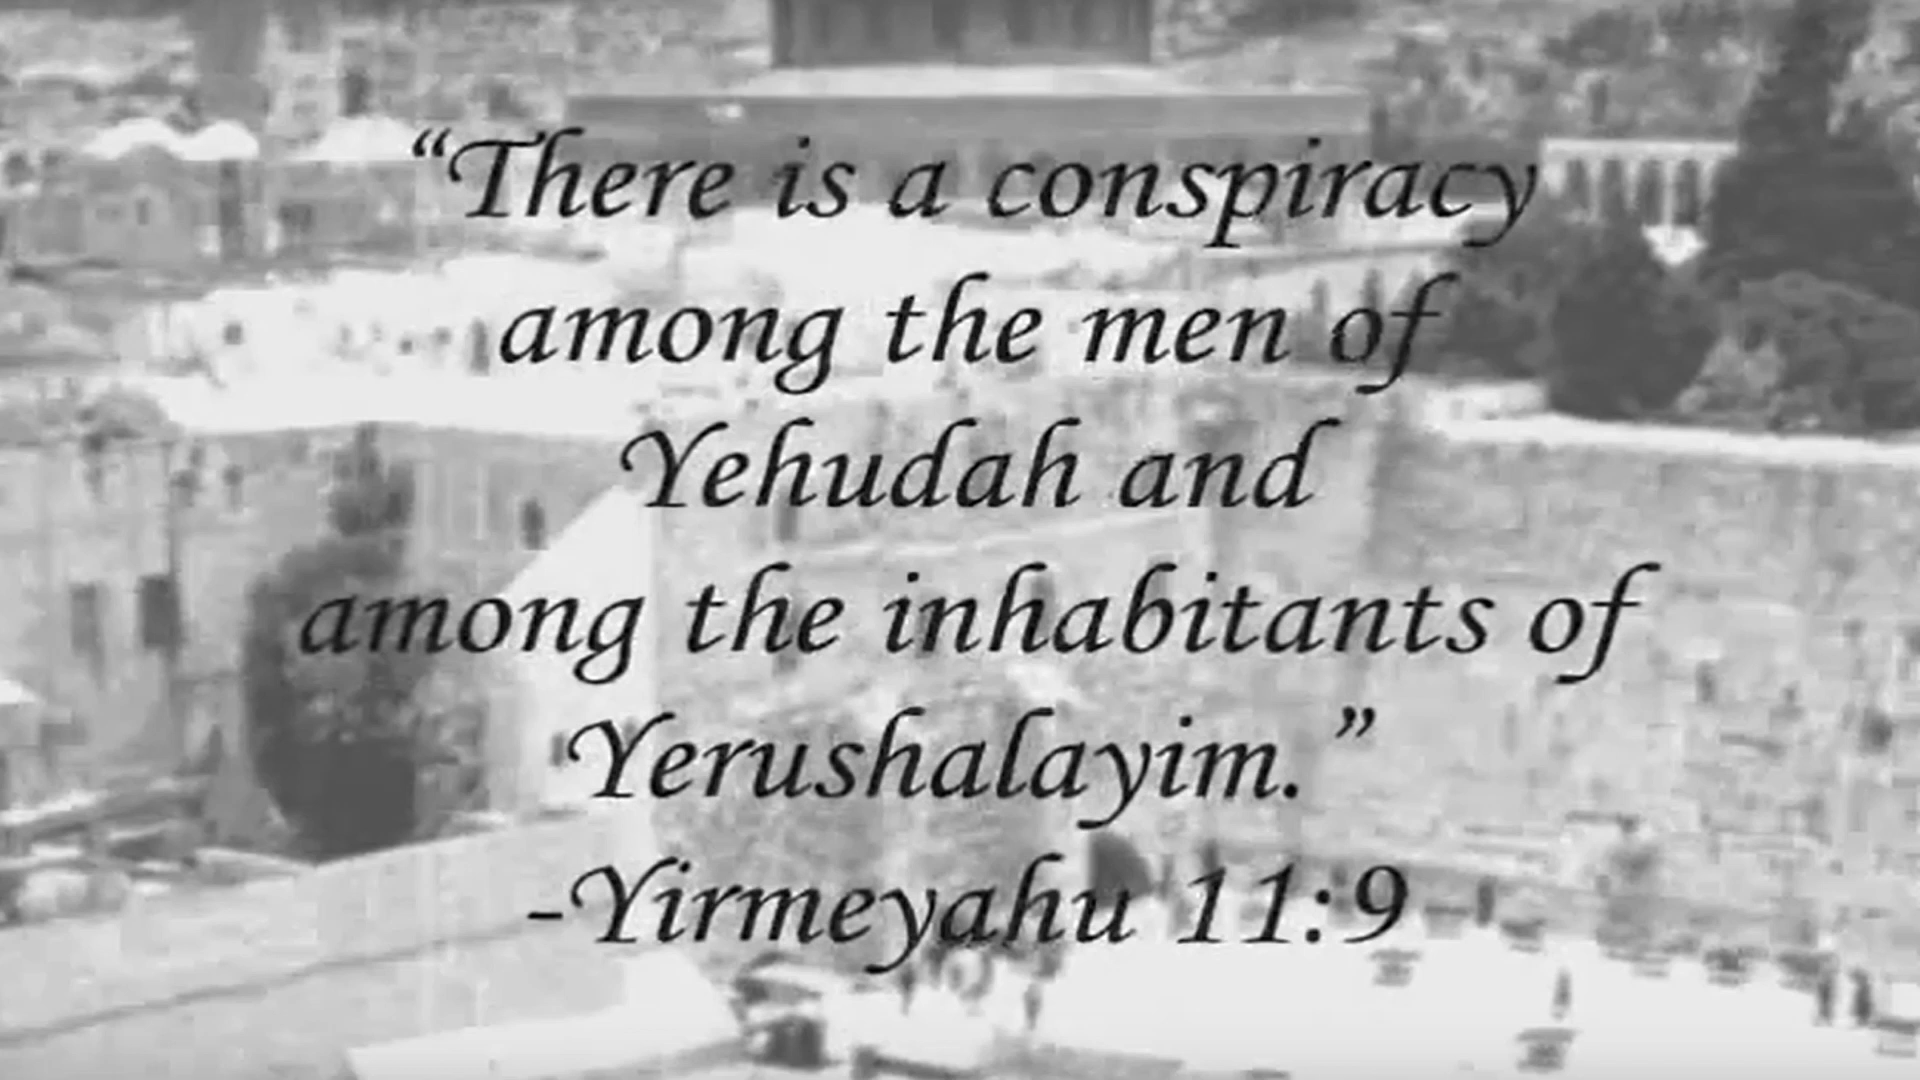 “There is a conspiracy
among the men of
Yehudah and
among the inhabitants of
Yerushalayim.”
-Yirmeyahu 11:9